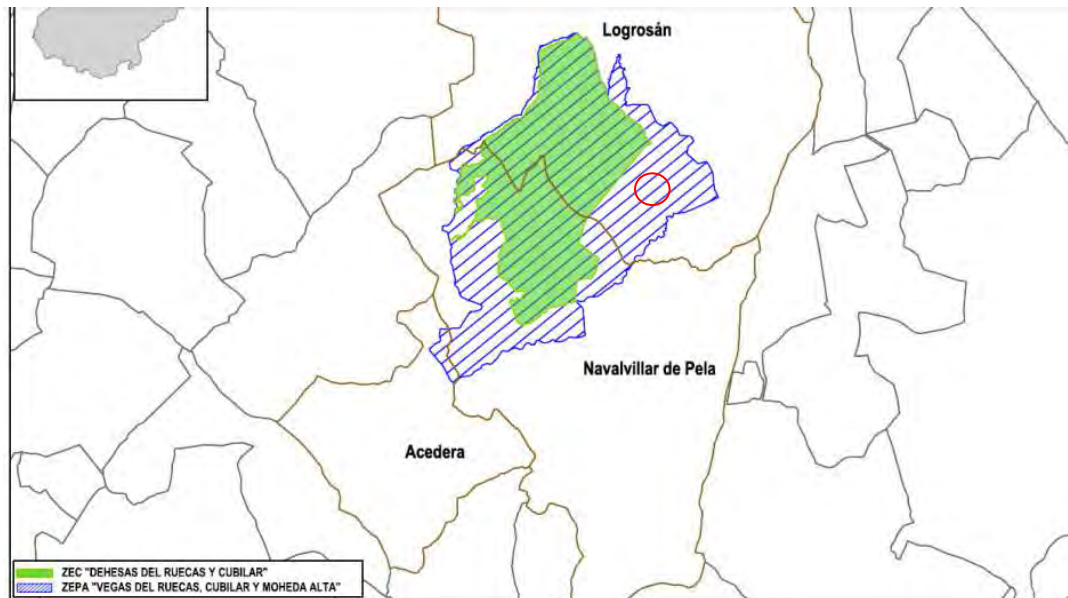 Logrosán
Navalvillar de Pela
Acedera
ZEC "DEHESAS DEL RUECAS Y CUBILAR"
ZEPA "VEGAS DEL RUECAS, CUBILAR Y MOHEDA ALTA"